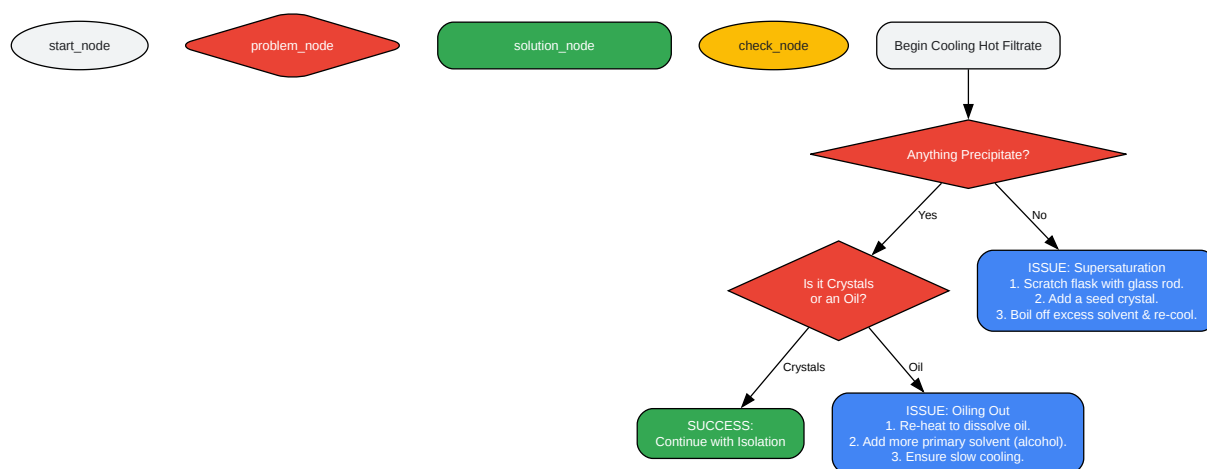 start_node
problem_node
solution_node
check_node
Begin Cooling Hot Filtrate
Anything Precipitate?
Yes
No
Is it Crystals
or an Oil?
ISSUE: Supersaturation
1. Scratch flask with glass rod.
2. Add a seed crystal.
3. Boil off excess solvent & re-cool.
Crystals
Oil
SUCCESS:
Continue with Isolation
ISSUE: Oiling Out
1. Re-heat to dissolve oil.
2. Add more primary solvent (alcohol).
3. Ensure slow cooling.